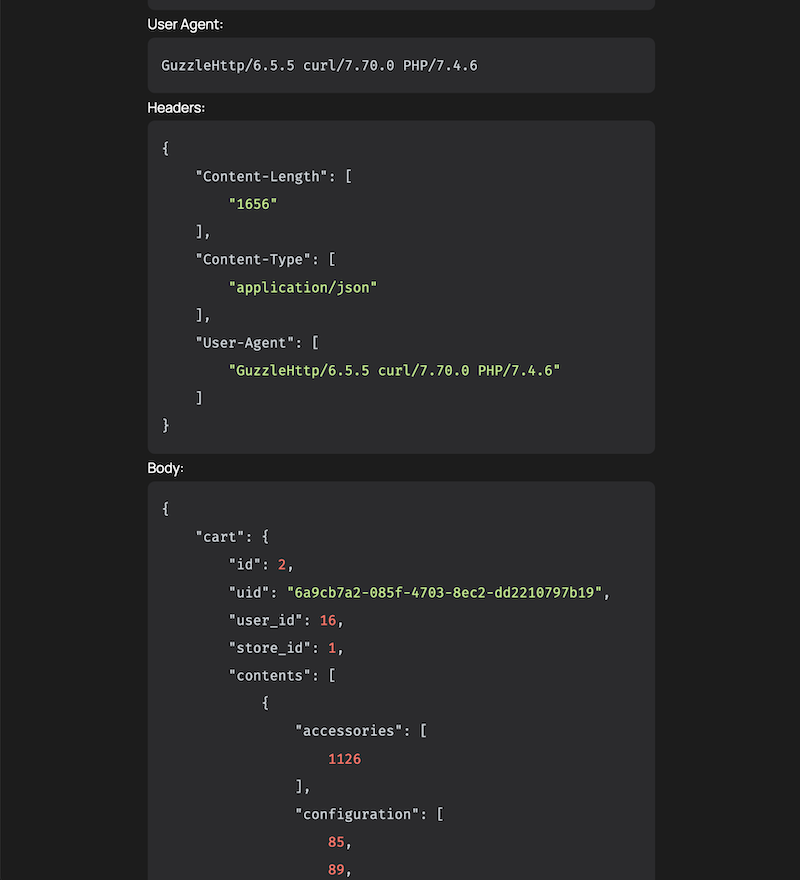 User Agent:
GuzzleHttp/6.5.5 curl/7.70.0 PHP/7.4.6
Headers:
{
"Content-Length": [
"1656"
],
"Content-Type": [
"application/json"
],
"User-Agent": [
"GuzzleHttp/6.5.5 curl/7.70.0 PHP/7.4.6"
]
}
Body:
{
"cart": {
"id": 2,
"uid": "6a9cb7a2-085f-4703-8ec2-dd2210797b19",
"user_id": 16,
"store_id": 1,
"contents": [
{
"accessories": [
1126
],
"configuration": [
85,
89,